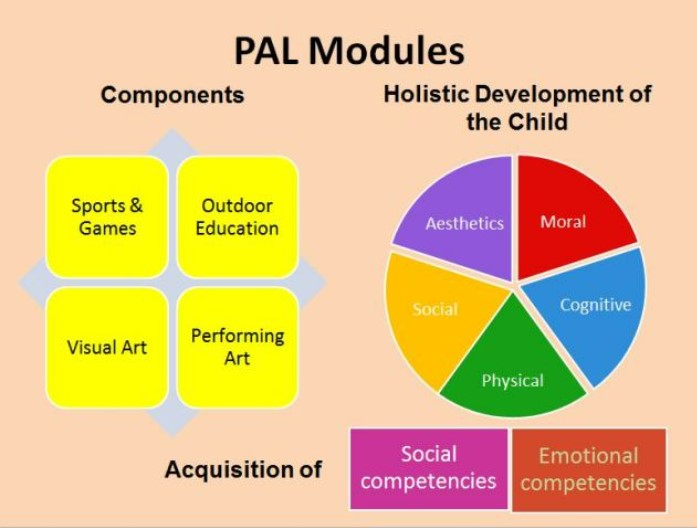 PAL Modules
Components
Sports &
Games
Outdoor
Education
Visual Art
Performing
Art
Holistic Development of
the Child
Aesthetics
Moral
Social
Cognitive
Physical
Acquisition of
Social
competencies
Emotional
competencies